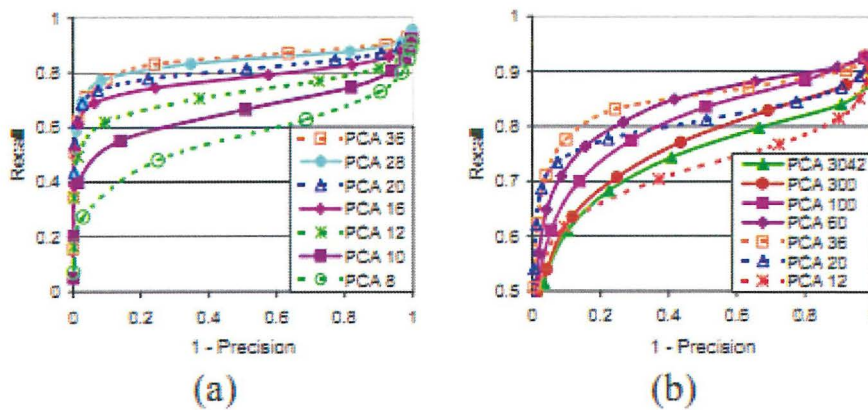 1
0.8
0.6
0.4
0.2
0
Recall
0 0.2 0.4 0.6 0.8 1
1 - Precision
PCA 36
PCA 28
PCA 20
PCA 16
PCA 12
PCA 10
PCA 8
(a)
1
0.9
0.8
0.7
0.6
0.5
Recall
0 0.2 0.4 0.6 0.8
1 - Precision
PCA 3042
PCA 300
PCA 100
PCA 60
PCA 36
PCA 20
PCA 12
(b)